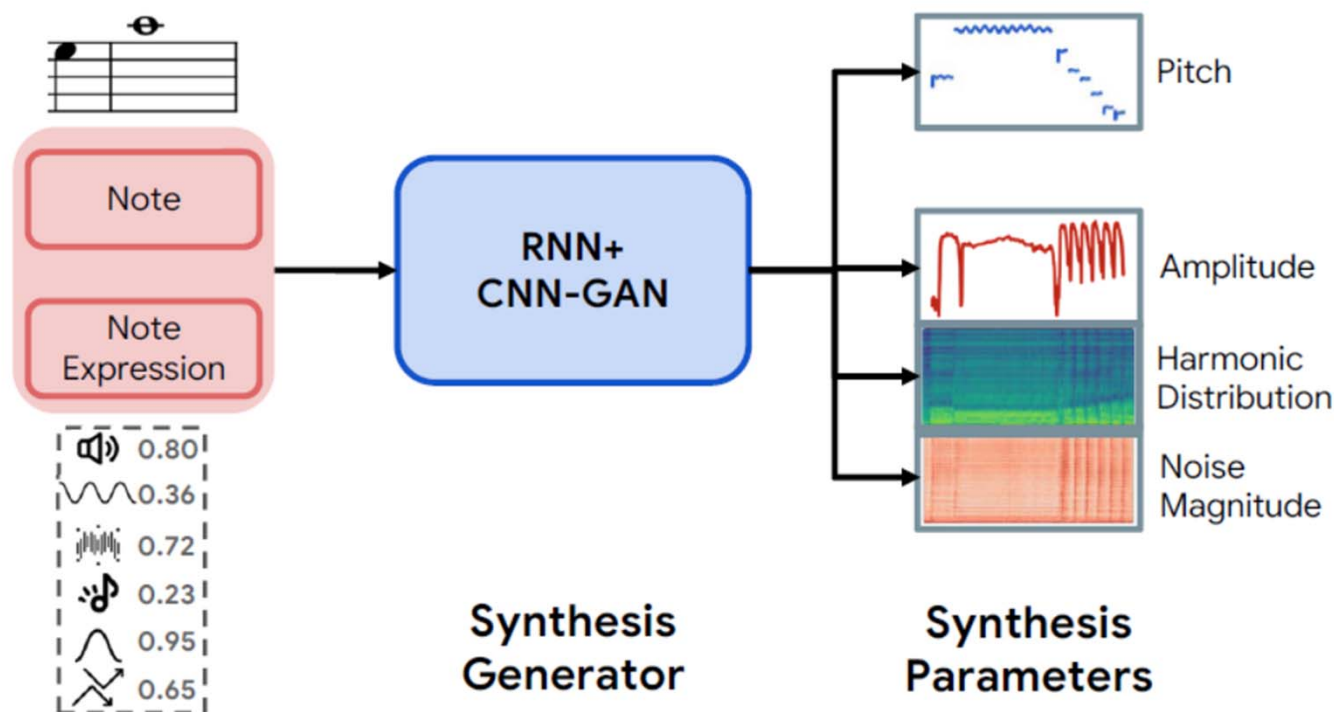 Note
Note
Expression
0.80
0.36
0.72
0.23
0.95
0.65
RNN+
CNN-GAN
Synthesis
Generator
Pitch
Amplitude
Harmonic
Distribution
Noise
Magnitude
Synthesis
Parameters